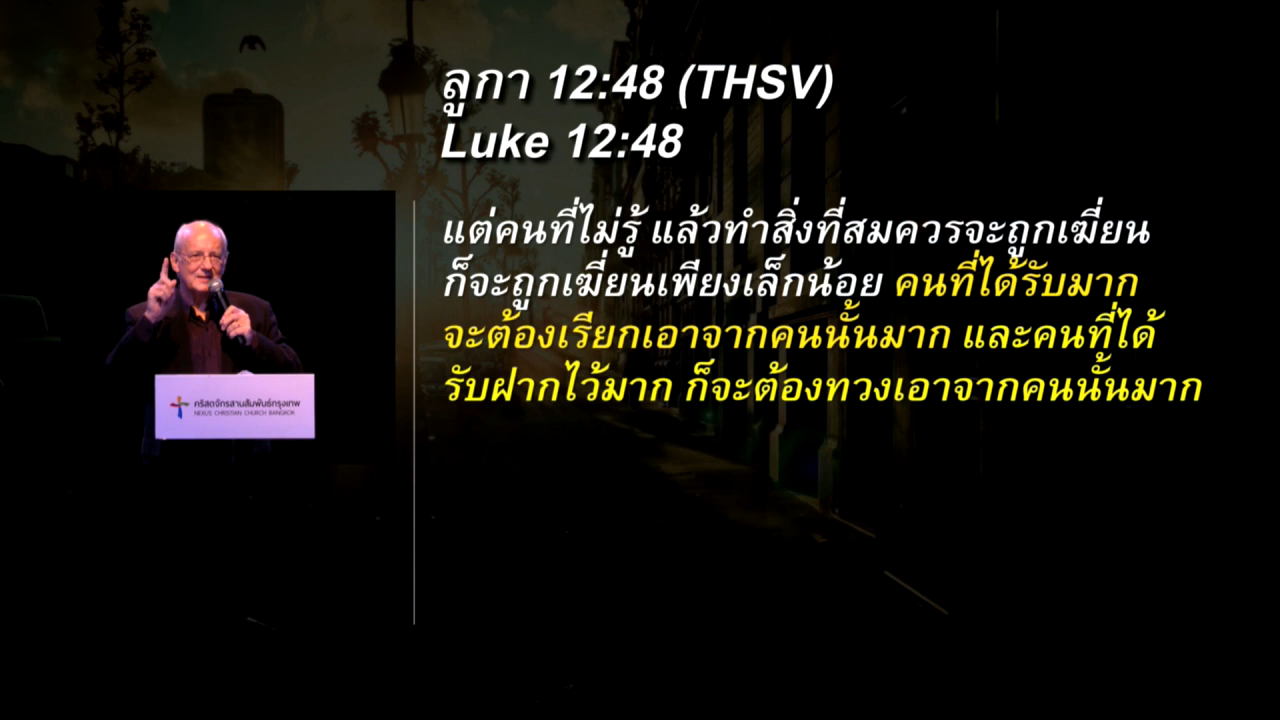 ลูกา 12:48 (THSV)
Luke 12:48
แต่คนที่ไม่รู้ แล้วทำสิ่งที่สมควรจะถูกเฆี่ยน
ก็จะถูกเฆี่ยนเพียงเล็กน้อย คนที่ได้รับมาก
จะต้องเรียกเอาจากคนนั้นมาก และคนที่ได้
รับฝากไว้มาก ก็จะต้องทวงเอาจากคนนั้นมาก
คริสตจักรสานสัมพันธ์กรุงเทพ
NEXUS CHRISTIAN CHURCH BANGKOK